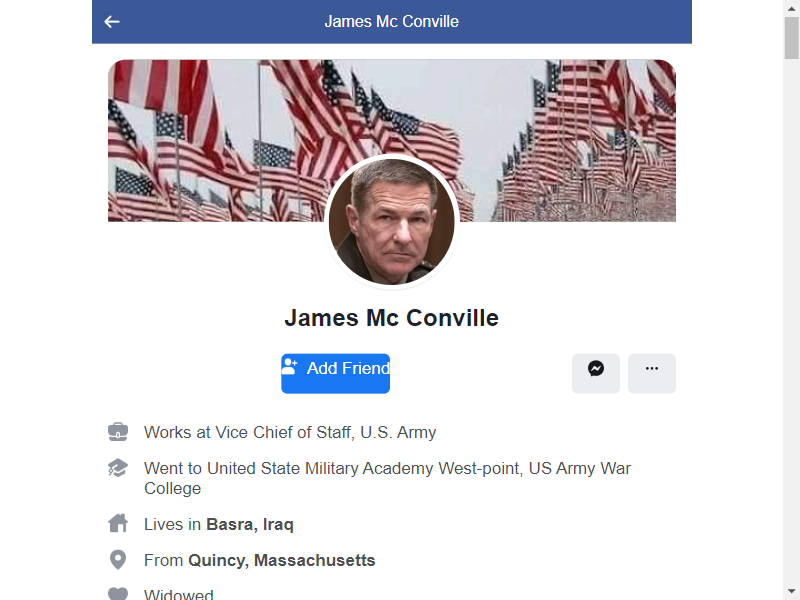 James Mc Conville
James Mc Conville
Add Friend
Works at Vice Chief of Staff, U.S. Army
Went to United State Military Academy West-point, US Army War
College
Lives in Basra, Iraq
From Quincy, Massachusetts
Widowed